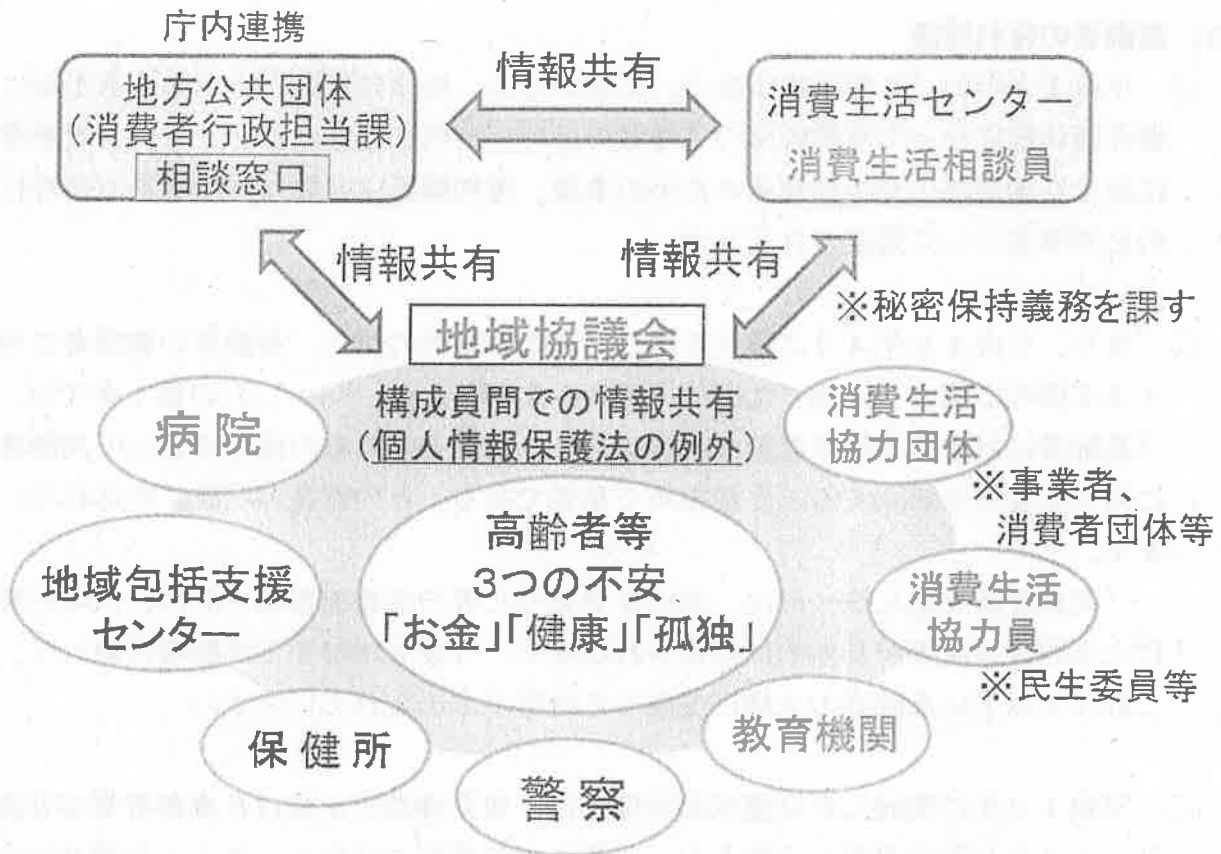 庁内連携
地方公共団体
(消費者行政担当課)
相談窓口
情報共有
消費生活センター
消費生活相談員
情報共有
情報共有
※秘密保持義務を課す
地域協議会
構成員間での情報共有
(個人情報保護法の例外)
病院
消費生活
協力団体
※事業者、
消費者団体等
地域包括支援
センター
高齢者等
3つの不安
「お金」「健康」「孤独」
消費生活
協力員
※民生委員等
保健所
警察
教育機関